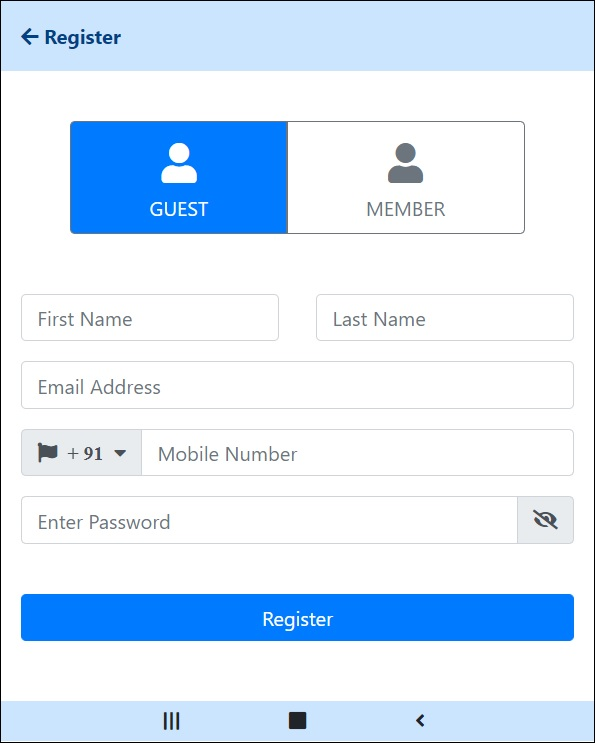 Register
GUEST MEMBER
First Name Last Name
Email Address
+ 91 Mobile Number
Enter Password
Register